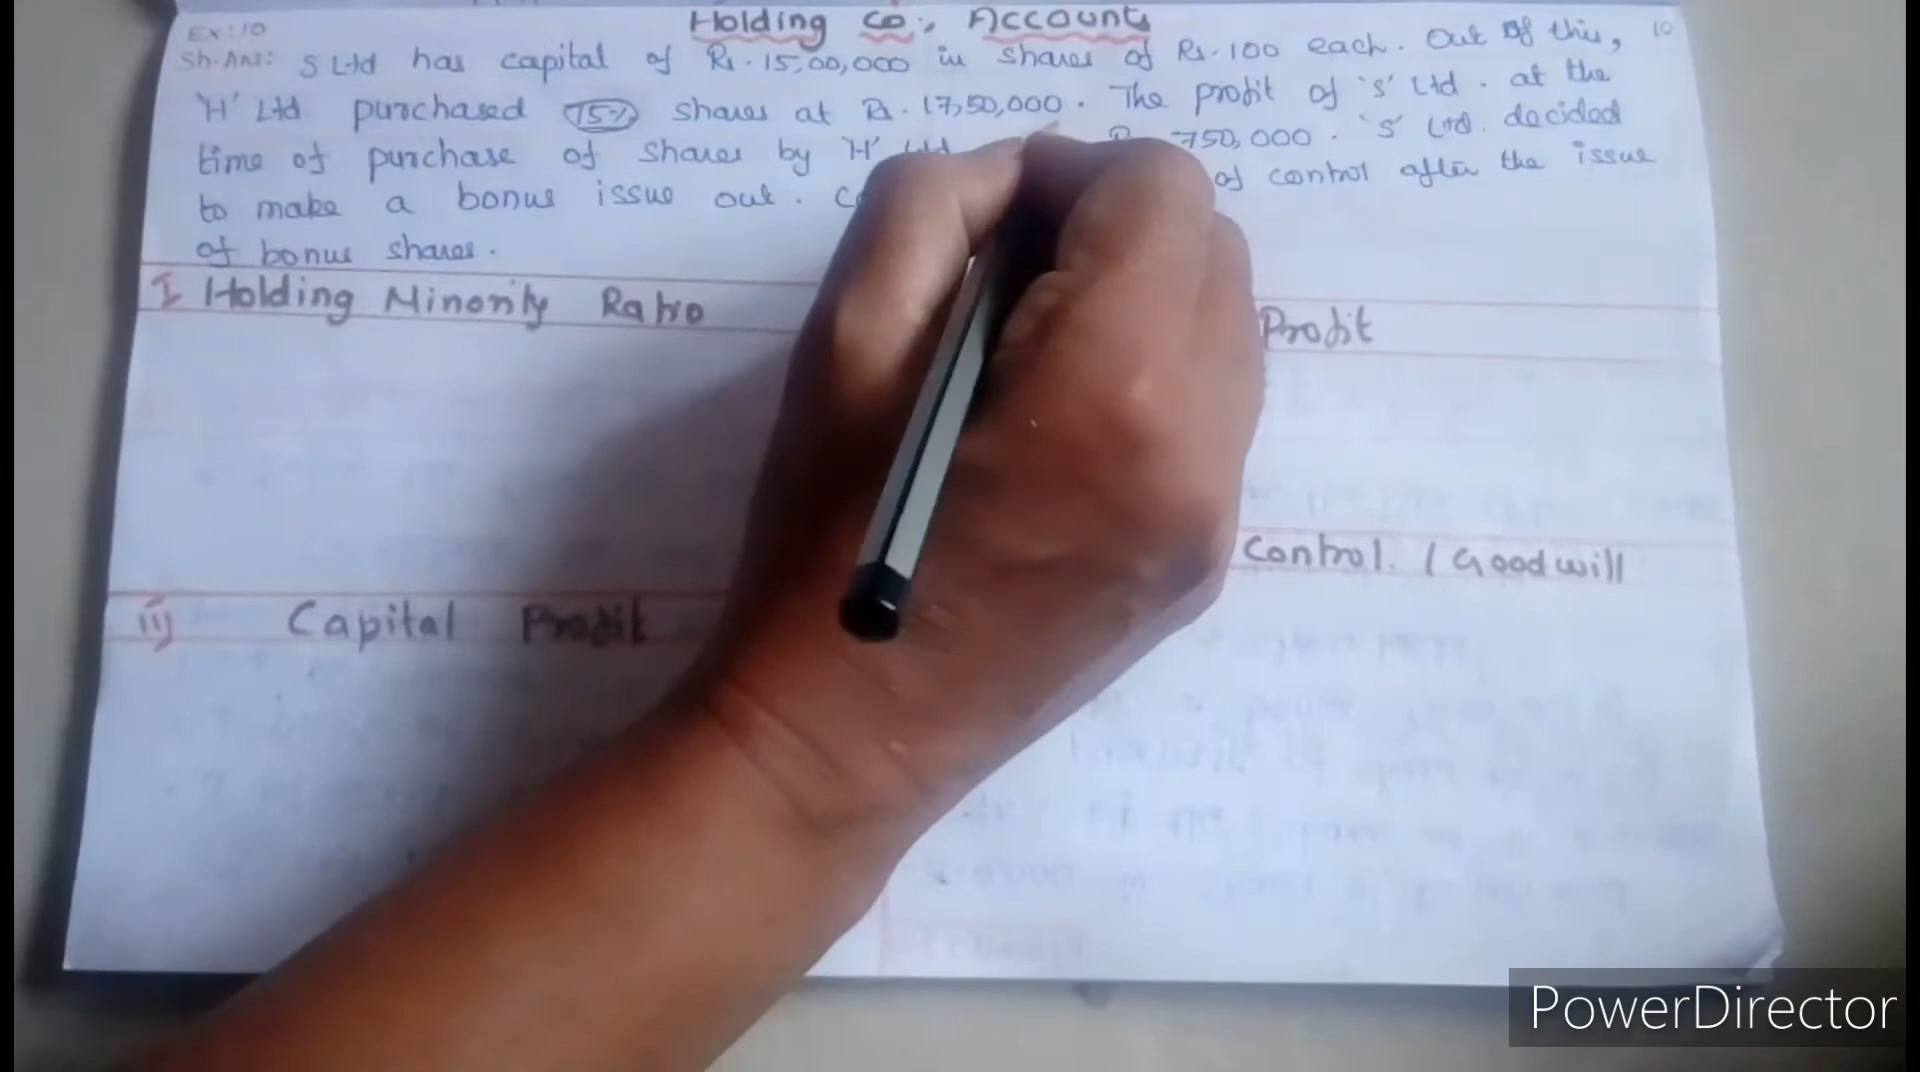 Holding Co., Accounts
Ex:10
10
Sh.Ans: S Ltd has capital of Rs. 15,00,000 in shares of Rs. 100 each. Out of this,
'H' Ltd purchased 75% shares at Rs. 17,50,000. The profit of 'S' Ltd. at the
time of purchase of shares by 'H' Ltd 750,000. 'S' Ltd. decided
to make a bonus issue out. of control after the issue
of bonus shares.
I Holding Minority Ratio
Profit
Control. / Goodwill
ii) Capital Profit
PowerDirector